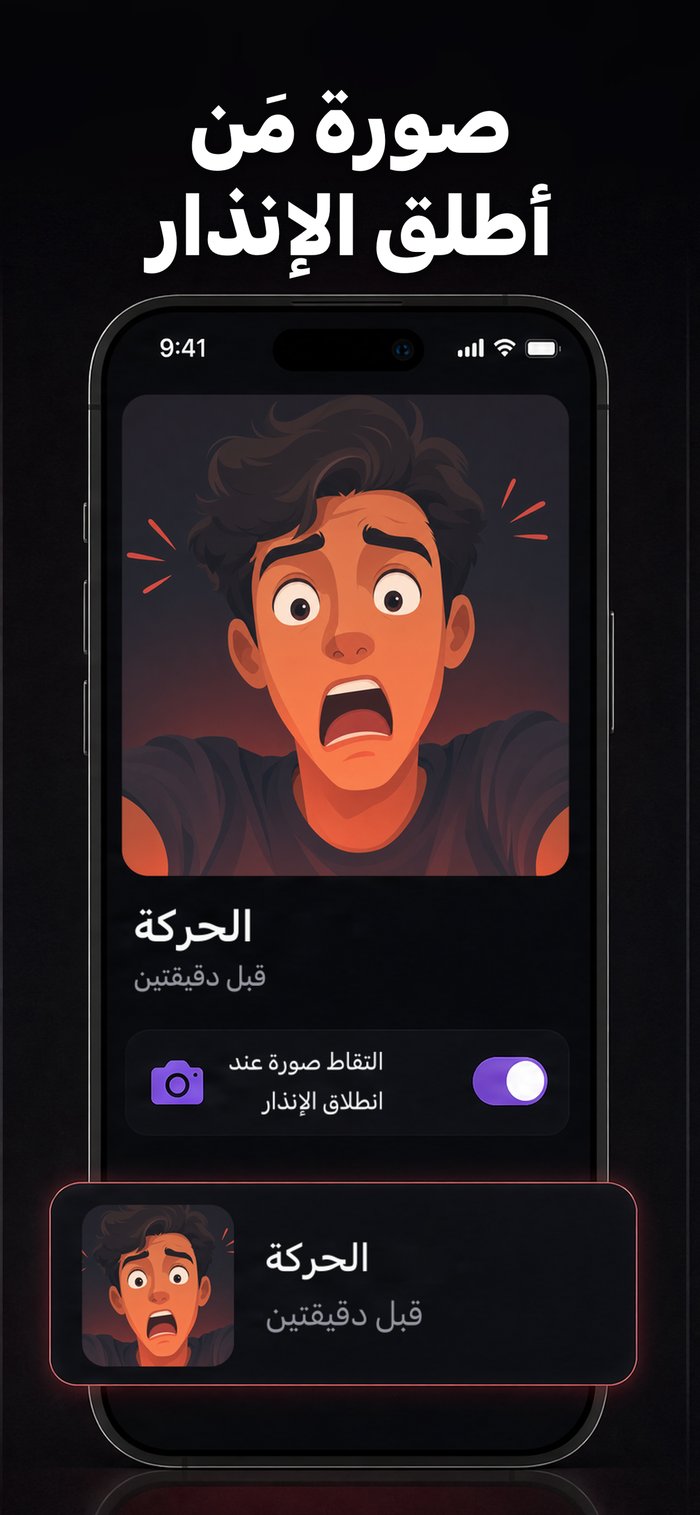 صورة مَن
أطلق الإنذار
9:41
الحركة
قبل دقيقتين
التقاط صورة عند
انطلاق الإنذار
الحركة
قبل دقيقتين